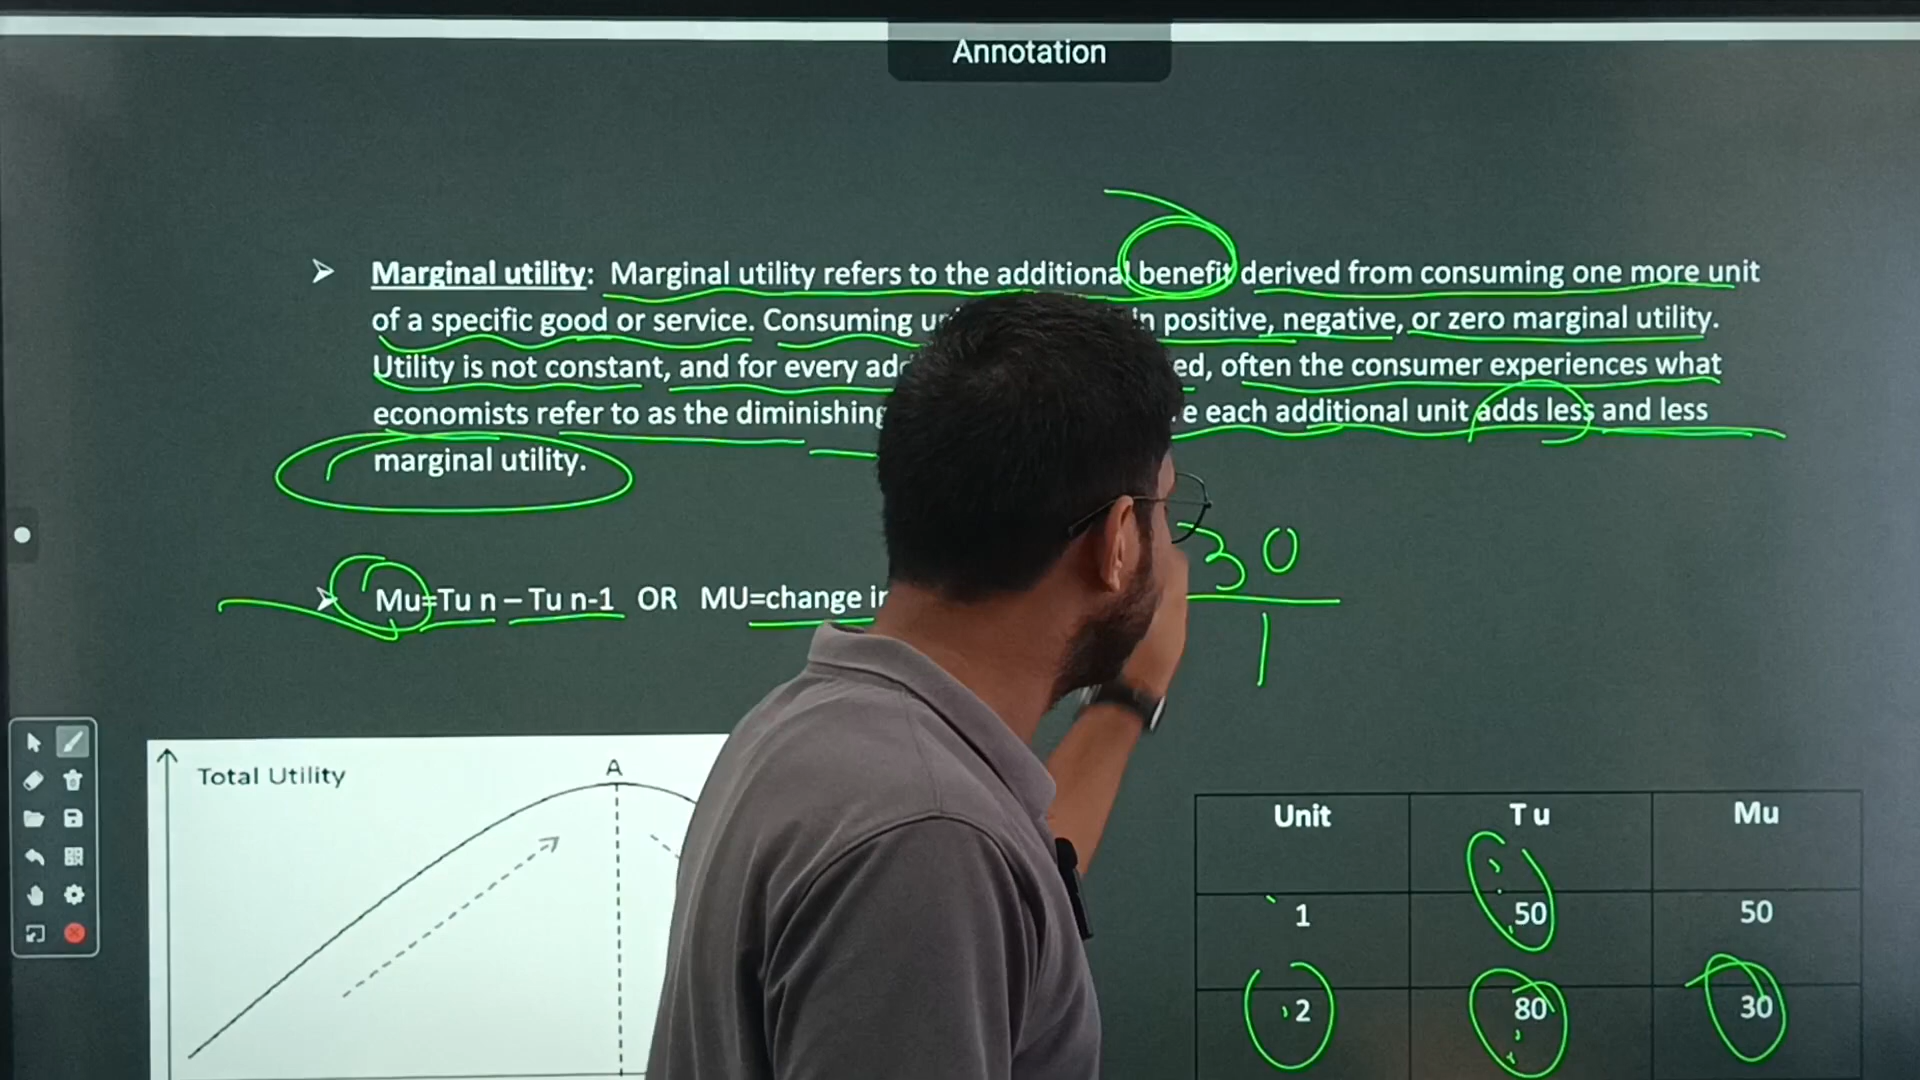 Annotation
Marginal utility: Marginal utility refers to the additional benefit derived from consuming one more unit
of a specific good or service. Consuming in positive, negative, or zero marginal utility.
Utility is not constant, and for every often the consumer experiences what
economists refer to as the diminishing each additional unit adds less and less
marginal utility.
30
Mu=Tu n – Tu n-1 OR MU=change
1
Total Utility
A
Unit T u Mu
1 50 50
2 80 30